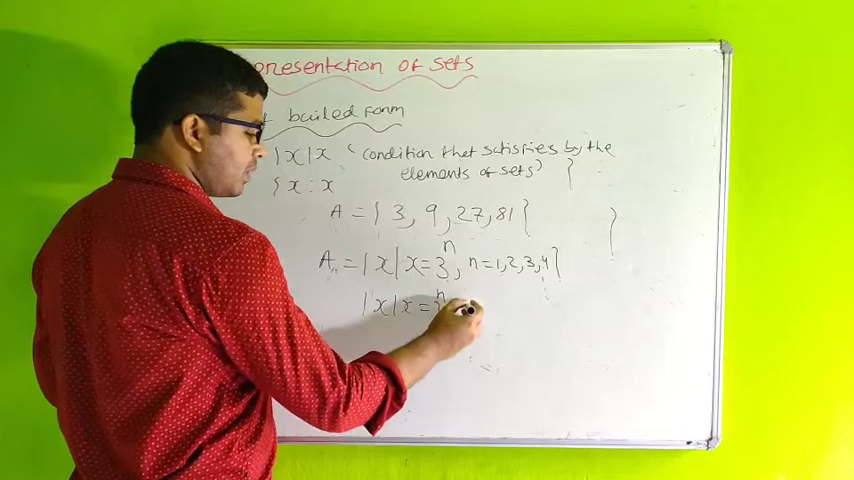 presentation of sets
builed form
{x|x (condition that satisfies by the
elements of sets) }
{x : x }
A = { 3, 9, 27, 81}
A = {x|x=3ⁿ, n=1,2,3,4}
{x|x=3ⁿ